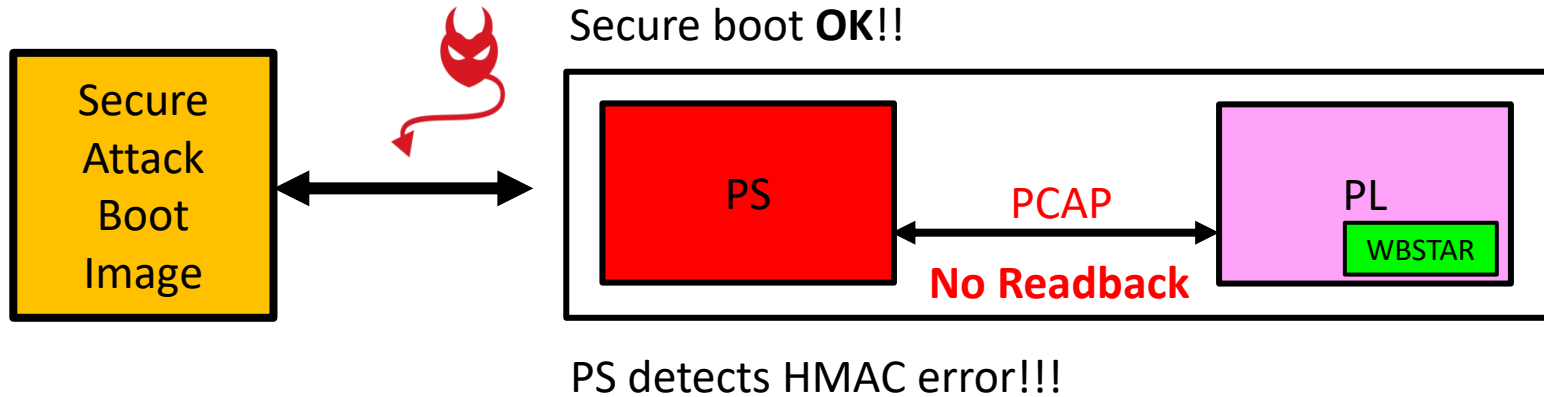 Secure boot OK!!
Secure
Attack
Boot
Image
PS
PCAP
No Readback
PL
WBSTAR
PS detects HMAC error!!!